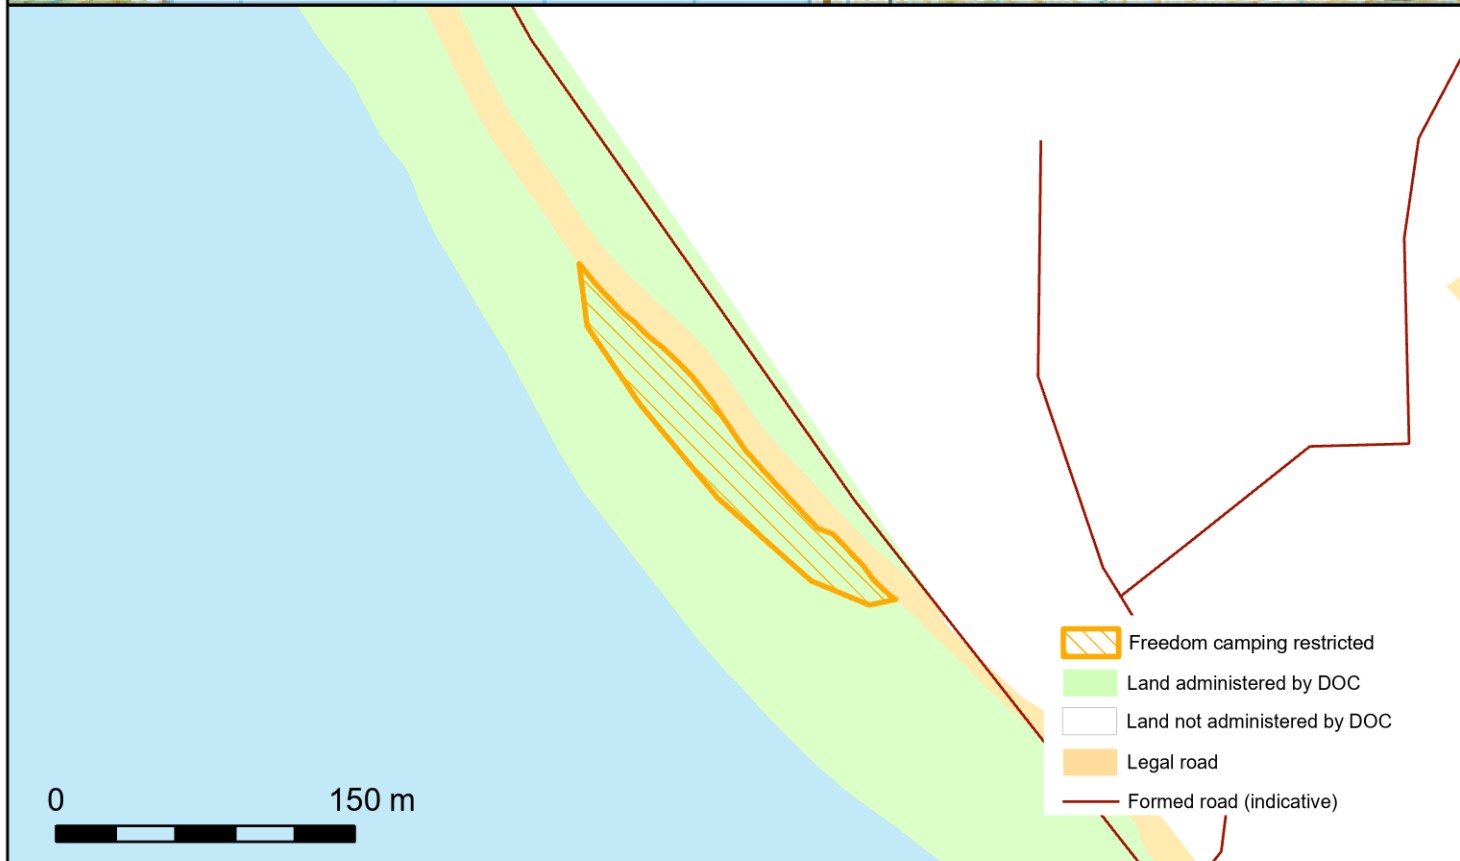 Freedom camping restricted
Land administered by DOC
Land not administered by DOC
Legal road
Formed road (indicative)
0 150 m